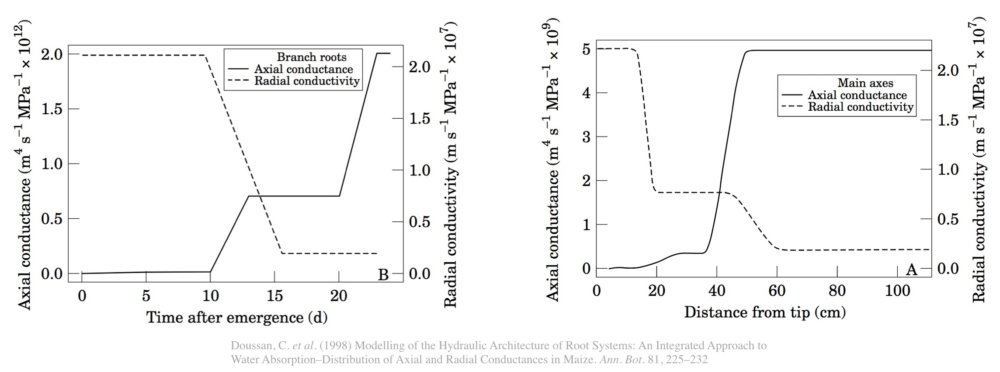 Axial conductance (m4 s−1 MPa−1 × 1012)
2.0
1.5
1.0
0.5
0.0
Branch roots
Axial conductance
Radial conductivity
B
0 5 10 15 20
Time after emergence (d)
2.0
1.5
1.0
0.5
0.0
Radial conductivity (m s−1 MPa−1 × 107)
Axial conductance (m4 s−1 MPa−1 × 109)
5
4
3
2
1
0
Main axes
Axial conductance
Radial conductivity
A
0 20 40 60 80 100
Distance from tip (cm)
2.0
1.5
1.0
0.5
0.0
Radial conductivity (m s−1 MPa−1 × 107)
Doussan, C. et al. (1998) Modelling of the Hydraulic Architecture of Root Systems: An Integrated Approach to
Water Absorption–Distribution of Axial and Radial Conductances in Maize. Ann. Bot. 81, 225–232